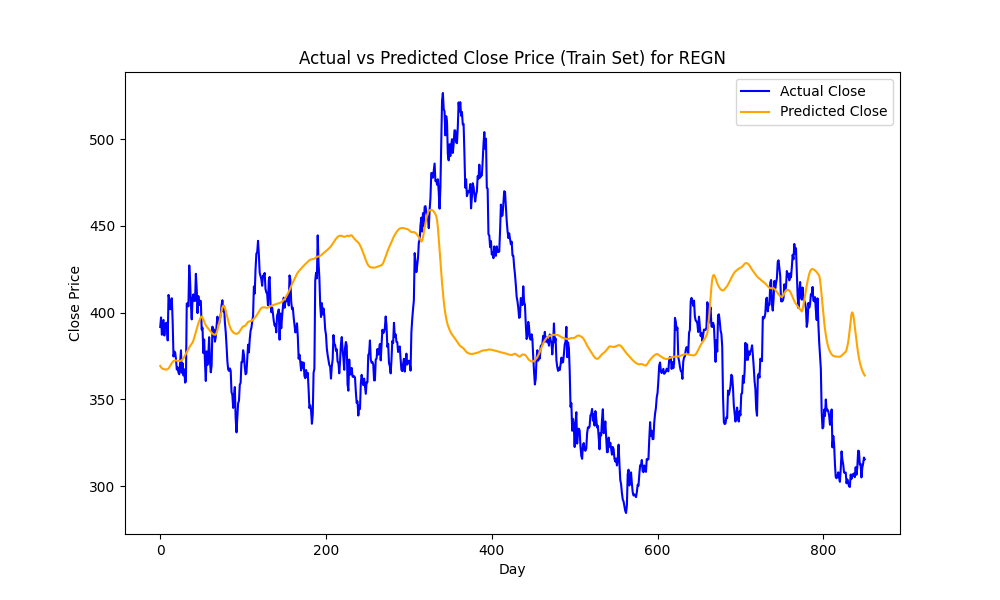 Actual vs Predicted Close Price (Train Set) for REGN
Actual Close
Predicted Close
500
450
400
350
300
Close Price
0 200 400 600 800
Day